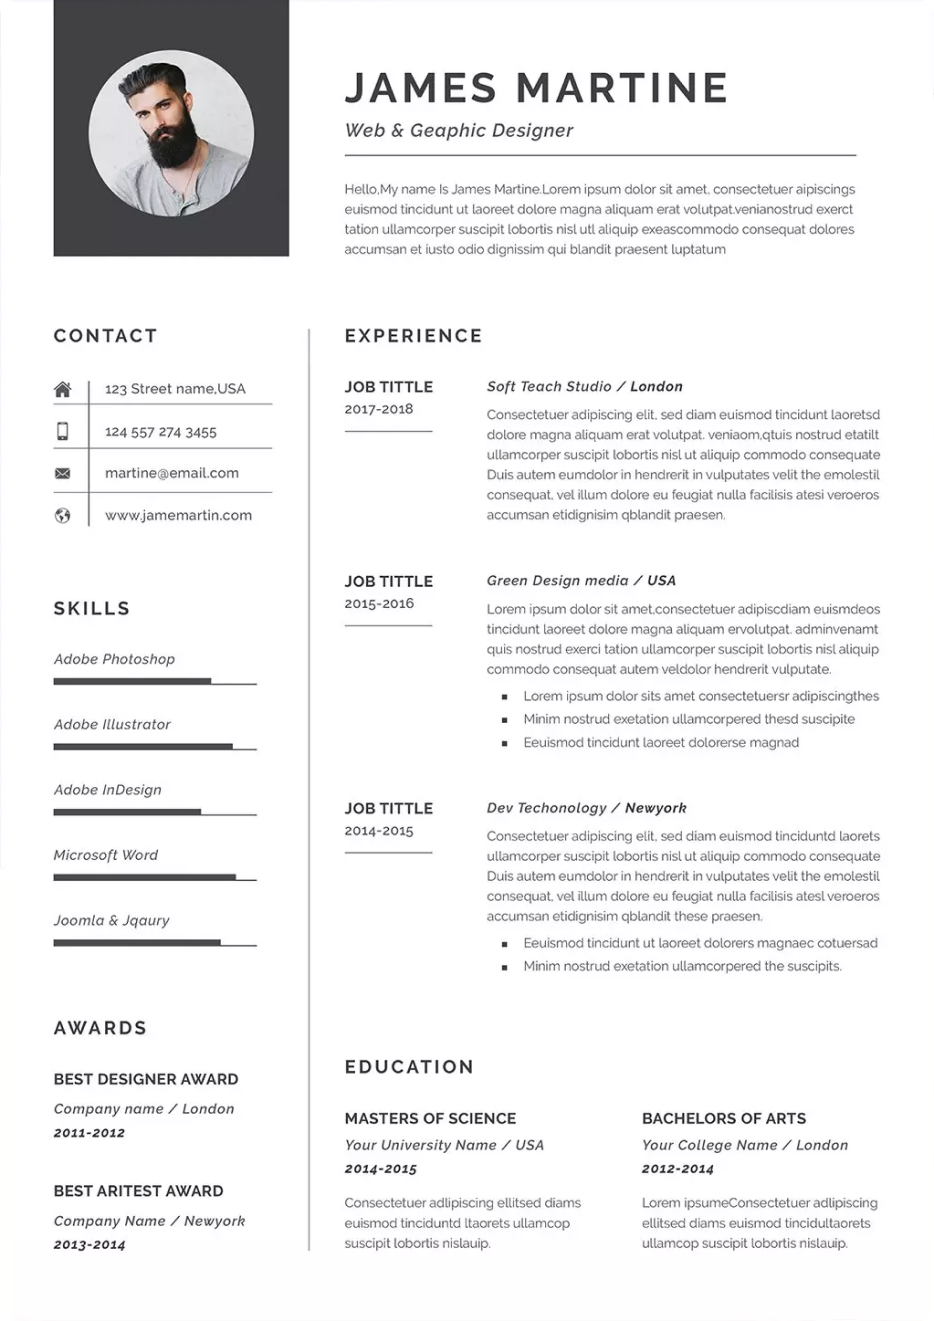 JAMES MARTINE
Web & Geaphic Designer
Hello,My name Is James Martine.Lorem ipsum dolor sit amet, consectetuer aipiscings
euismod tincidunt ut laoreet dolore magna aliquam erat volutpat.venianostrud exerct
tation ullamcorper suscipit lobortis nisl utl aliquip exeascommodo consequat dolores
accumsan et iusto odio dignissim qui blandit praesent luptatum
CONTACT
123 Street name,USA
124 557 274 3455
martine@email.com
www.jamemartin.com
SKILLS
Adobe Photoshop
Adobe Illustrator
Adobe InDesign
Microsoft Word
Joomla & Jqaury
AWARDS
BEST DESIGNER AWARD
Company name / London
2011-2012
BEST ARITEST AWARD
Company Name / Newyork
2013-2014
EXPERIENCE
JOB TITTLE
2017-2018
Soft Teach Studio / London
Consectetuer adipiscing elit, sed diam euismod tincidunt laoretsd
dolore magna aliquam erat volutpat. veniaom,qtuis nostrud etatilt
ullamcorper suscipit lobortis nisl ut aliquip commodo consequate
Duis autem eumdolor in hendrerit in vulputates velit the emolestil
consequat, vel illum dolore eu feugiat nulla facilisis atesi veroeros
accumsan etidignisim qblandit praesen.
JOB TITTLE
2015-2016
Green Design media / USA
Lorem ipsum dolor sit amet,consectetuer adipiscdiam euismdeos
tincidunt laoreet dolore magna aliquam ervolutpat. adminvenamt
quis nostrud exerci tation ullamcorper suscipit lobortis nisl aliquip
commodo consequat autem veldolor hendrerit vulputate.
Lorem ipsum dolor sits amet consectetuersr adipiscingthes
Minim nostrud exetation ullamcorpered thesd suscipite
Eeuismod tincidunt laoreet dolorerse magnad
JOB TITTLE
2014-2015
Dev Techonology / Newyork
Consectetuer adipiscing elit, sed diam euismod tinciduntd laorets
ullamcorper suscipit lobortis nisl ut aliquip commodo consequate
Duis autem eumdolor in hendrerit in vulputates velit the emolestil
consequat, vel illum dolore eu feugiat nulla facilisis atesl veroeros
accumsan etidignisim qblandit these praesen.
Eeuismod tincidunt ut laoreet dolorers magnaec cotuersad
Minim nostrud exetation ullamcorpered the suscipits.
EDUCATION
MASTERS OF SCIENCE
Your University Name / USA
2014-2015
Consectetuer adlipiscing ellitsed diams
euismod tinciduntd ltaorets ullamcop
suscipit lobortis nislauip.
BACHELORS OF ARTS
Your College Name / London
2012-2014
Lorem ipsumeConsectetuer adlipiscing
ellitsed diams euismod tincidultaorets
ullamcop suscipit lobortis nislauip.